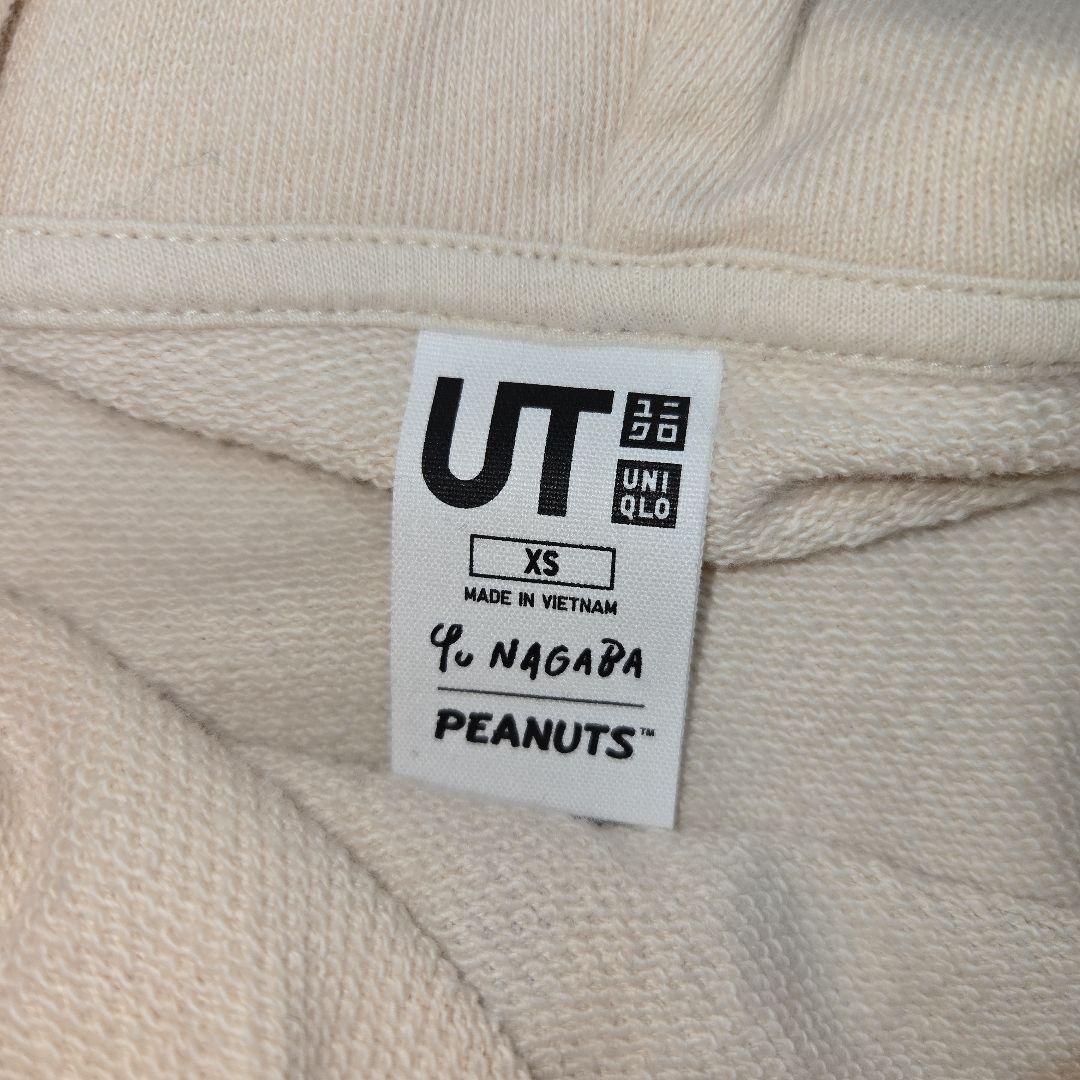 UT
ユニ
クロ
UNI
QLO
XS
MADE IN VIETNAM
Yu NAGABA
PEANUTS™